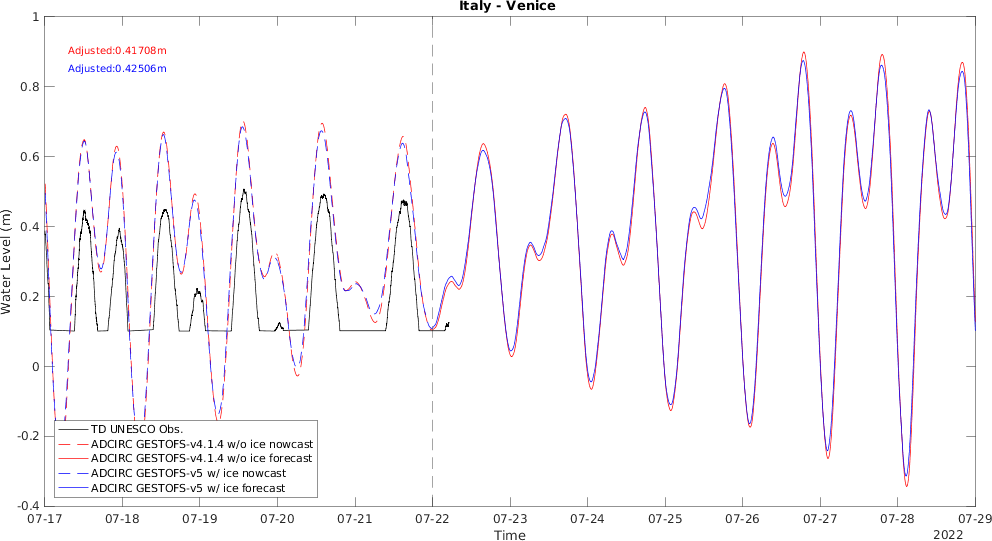 Italy - Venice
Adjusted:0.41708m
Adjusted:0.42506m
Water Level (m)
1
0.8
0.6
0.4
0.2
0
-0.2
-0.4
TD UNESCO Obs.
ADCIRC GESTOFS-v4.1.4 w/o ice nowcast
ADCIRC GESTOFS-v4.1.4 w/o ice forecast
ADCIRC GESTOFS-v5 w/ ice nowcast
ADCIRC GESTOFS-v5 w/ ice forecast
07-17 07-18 07-19 07-20 07-21 07-22 07-23 07-24 07-25 07-26 07-27 07-28 07-29
Time
2022